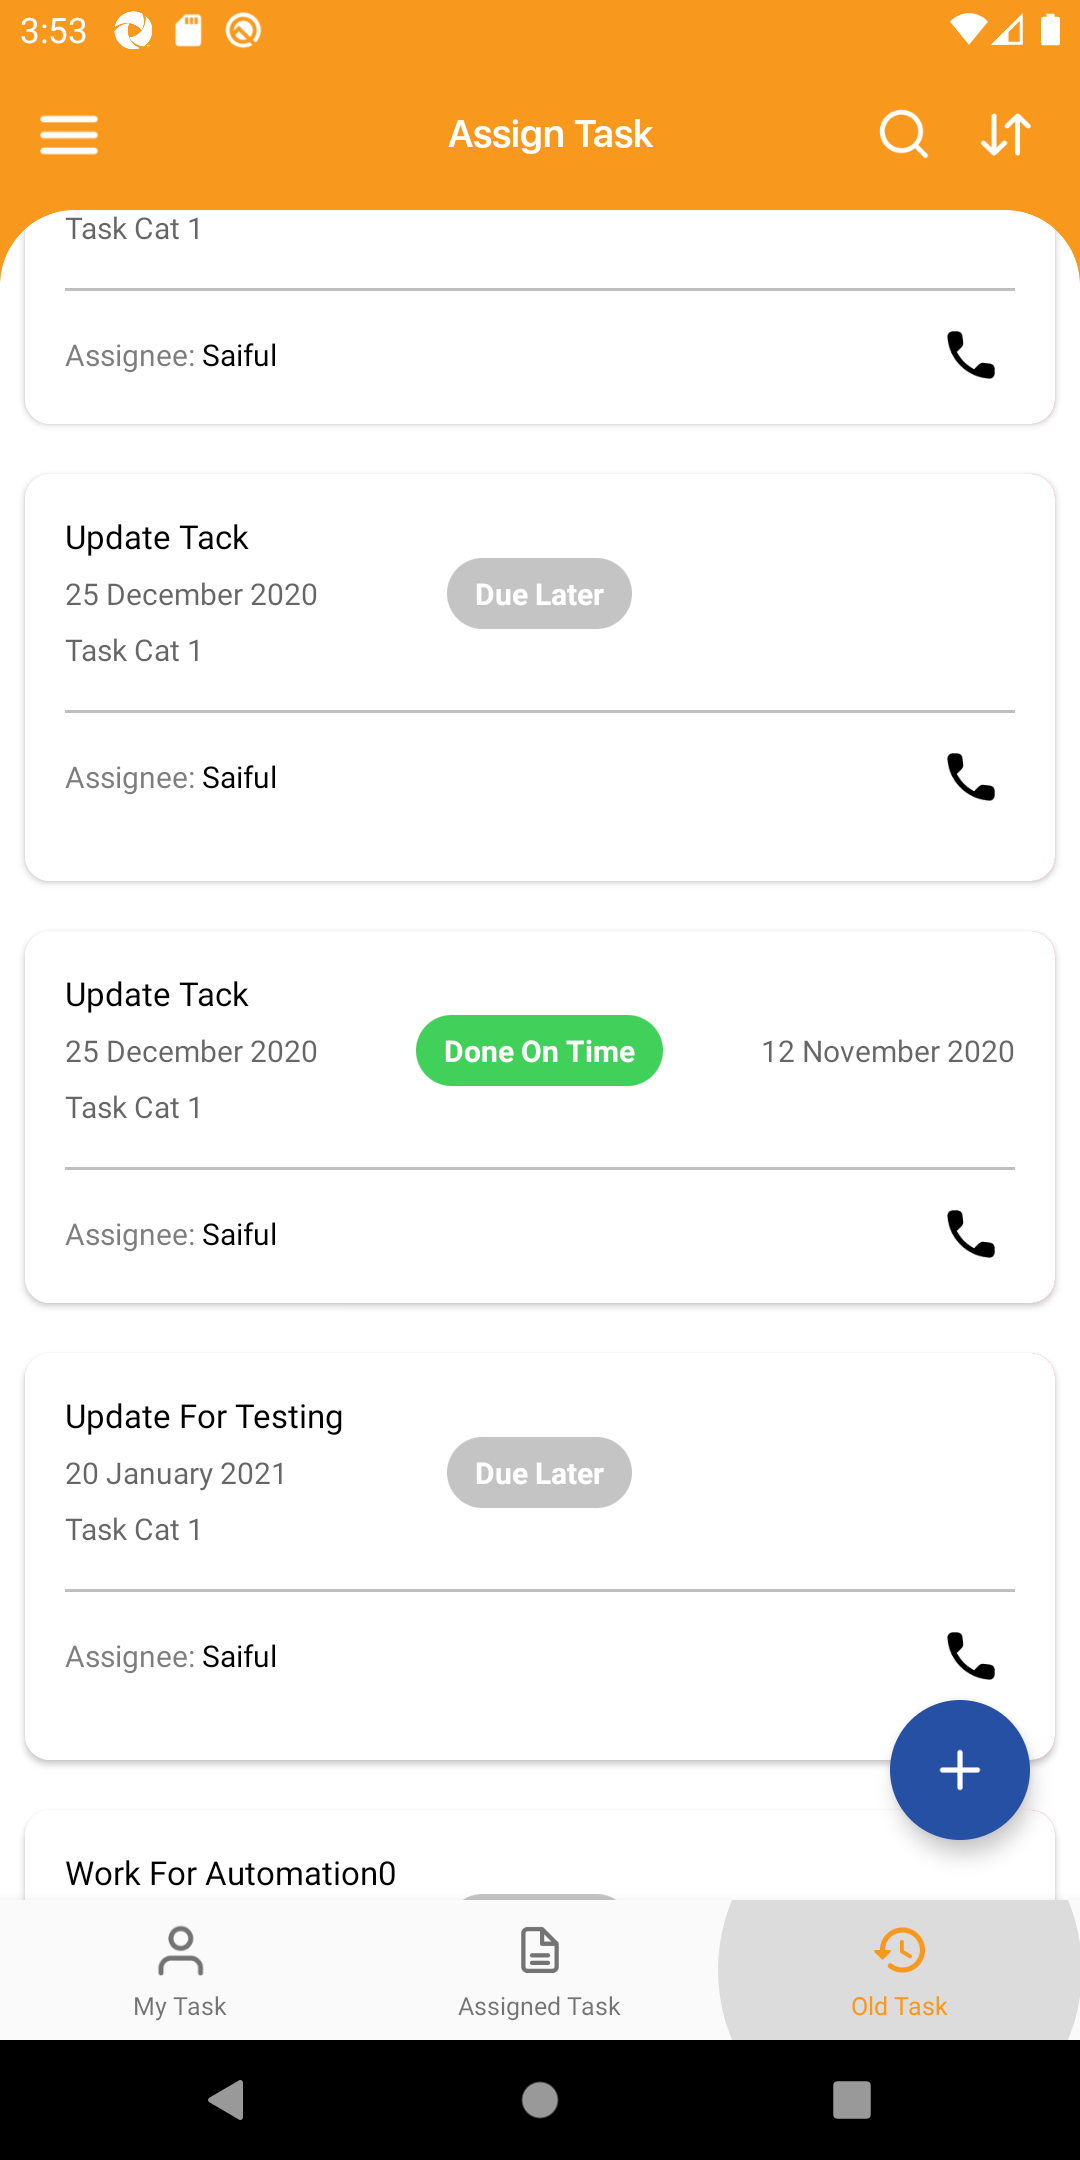 3:53
Assign Task
Task Cat 1
Assignee: Saiful
Update Tack
25 December 2020 Due Later
Task Cat 1
Assignee: Saiful
Update Tack
25 December 2020 Done On Time 12 November 2020
Task Cat 1
Assignee: Saiful
Update For Testing
20 January 2021 Due Later
Task Cat 1
Assignee: Saiful
Work For Automation0
My Task Assigned Task Old Task